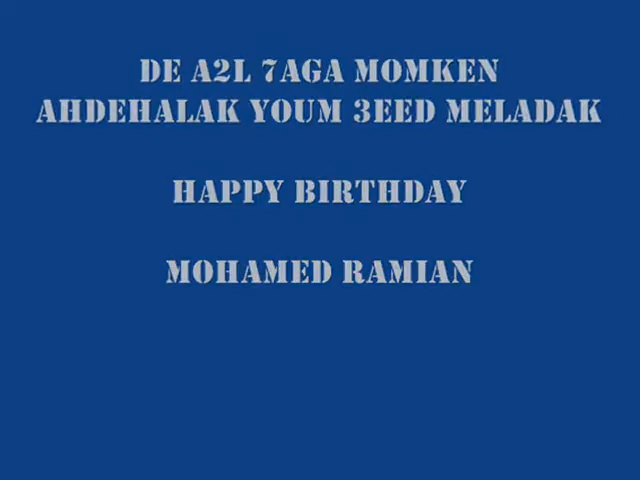 DE A2L 7AGA MOMKEN
AHDEHALAK YOUM 3EED MELADAK
HAPPY BIRTHDAY
MOHAMED RAMIAN